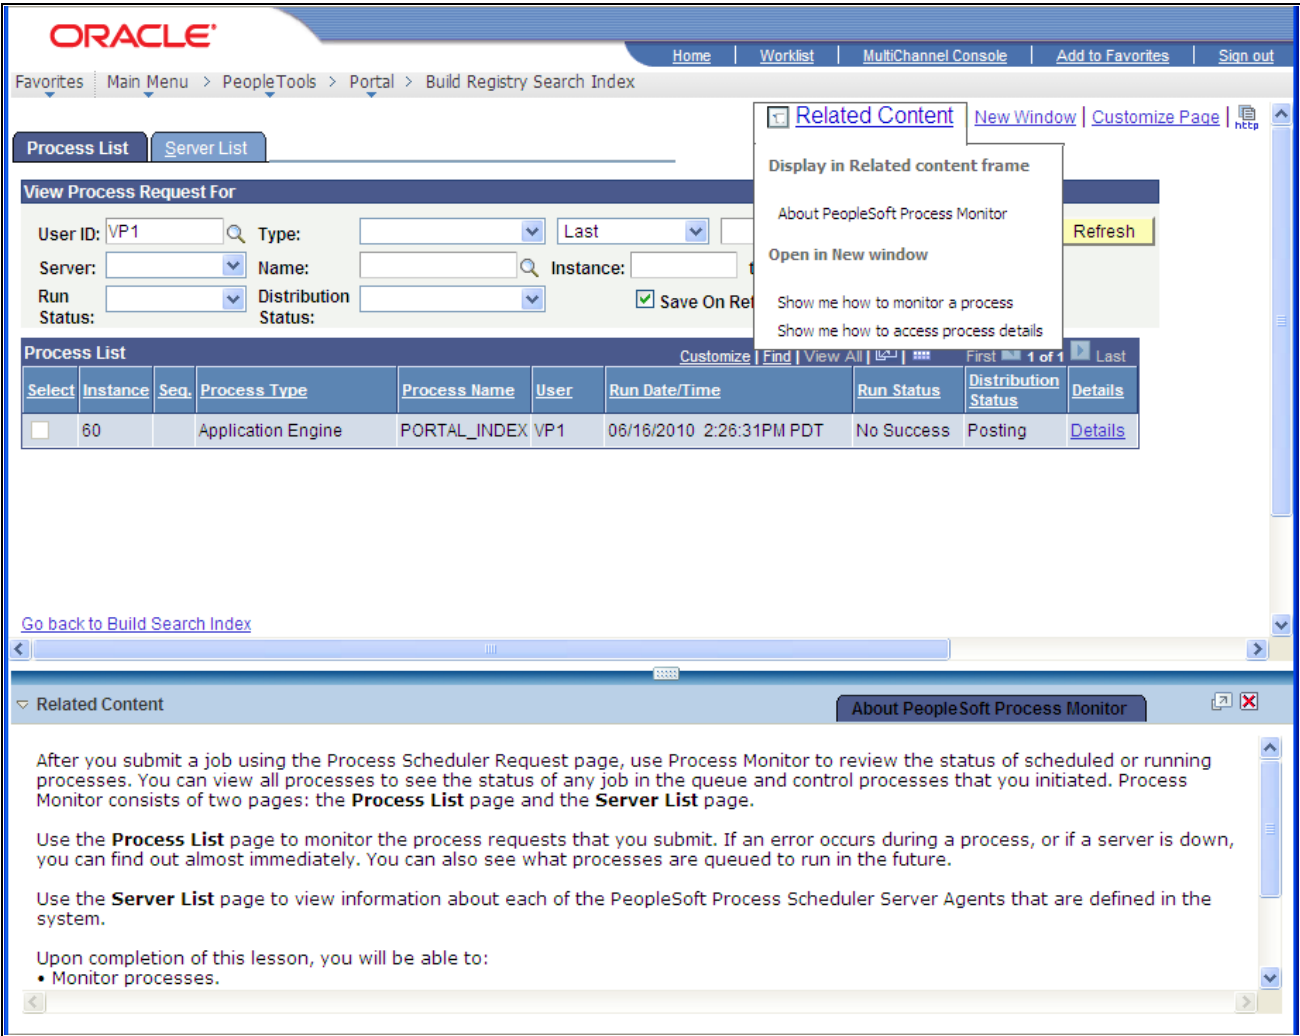 ORACLE
Home | Worklist | MultiChannel Console | Add to Favorites | Sign out
Favorites Main Menu > PeopleTools > Portal > Build Registry Search Index
Related Content New Window | Customize Page | http
Process List Server List
Display in Related content frame
About PeopleSoft Process Monitor
Open in New window
Show me how to monitor a process
Show me how to access process details
View Process Request For
User ID: VP1 Type: Last Refresh
Server: Name: Instance: t
Run Status: Distribution Status: Save On Ref
Process List Customize | Find | View All | First 1 of 1 Last
Select Instance Seq. Process Type Process Name User Run Date/Time Run Status Distribution Status Details
60 Application Engine PORTAL_INDEX VP1 06/16/2010 2:26:31PM PDT No Success Posting Details
Go back to Build Search Index
Related Content About PeopleSoft Process Monitor
After you submit a job using the Process Scheduler Request page, use Process Monitor to review the status of scheduled or running
processes. You can view all processes to see the status of any job in the queue and control processes that you initiated. Process
Monitor consists of two pages: the Process List page and the Server List page.
Use the Process List page to monitor the process requests that you submit. If an error occurs during a process, or if a server is down,
you can find out almost immediately. You can also see what processes are queued to run in the future.
Use the Server List page to view information about each of the PeopleSoft Process Scheduler Server Agents that are defined in the
system.
Upon completion of this lesson, you will be able to:
• Monitor processes.